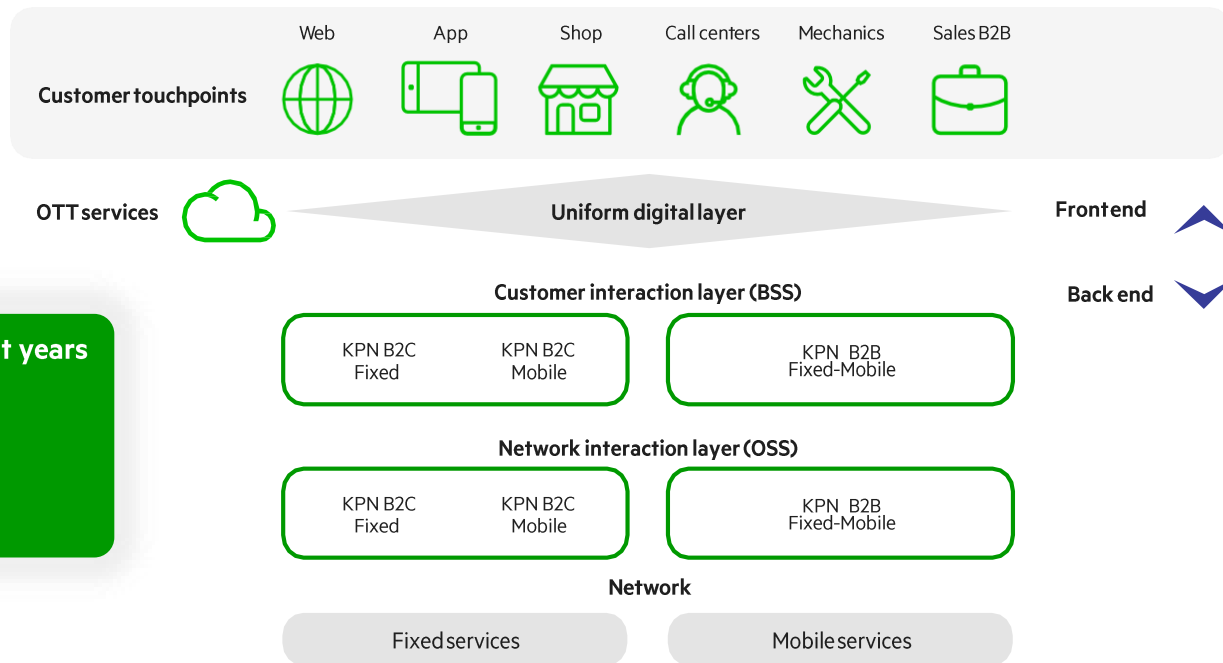 Web App Shop Call centers Mechanics Sales B2B
Customer touchpoints
OTT services
Uniform digital layer
Frontend
Back end
Customer interaction layer (BSS)
KPN B2C
Fixed
KPN B2C
Mobile
KPN B2B
Fixed-Mobile
t years
Network interaction layer (OSS)
KPN B2C
Fixed
KPN B2C
Mobile
KPN B2B
Fixed-Mobile
Network
Fixed services
Mobile services